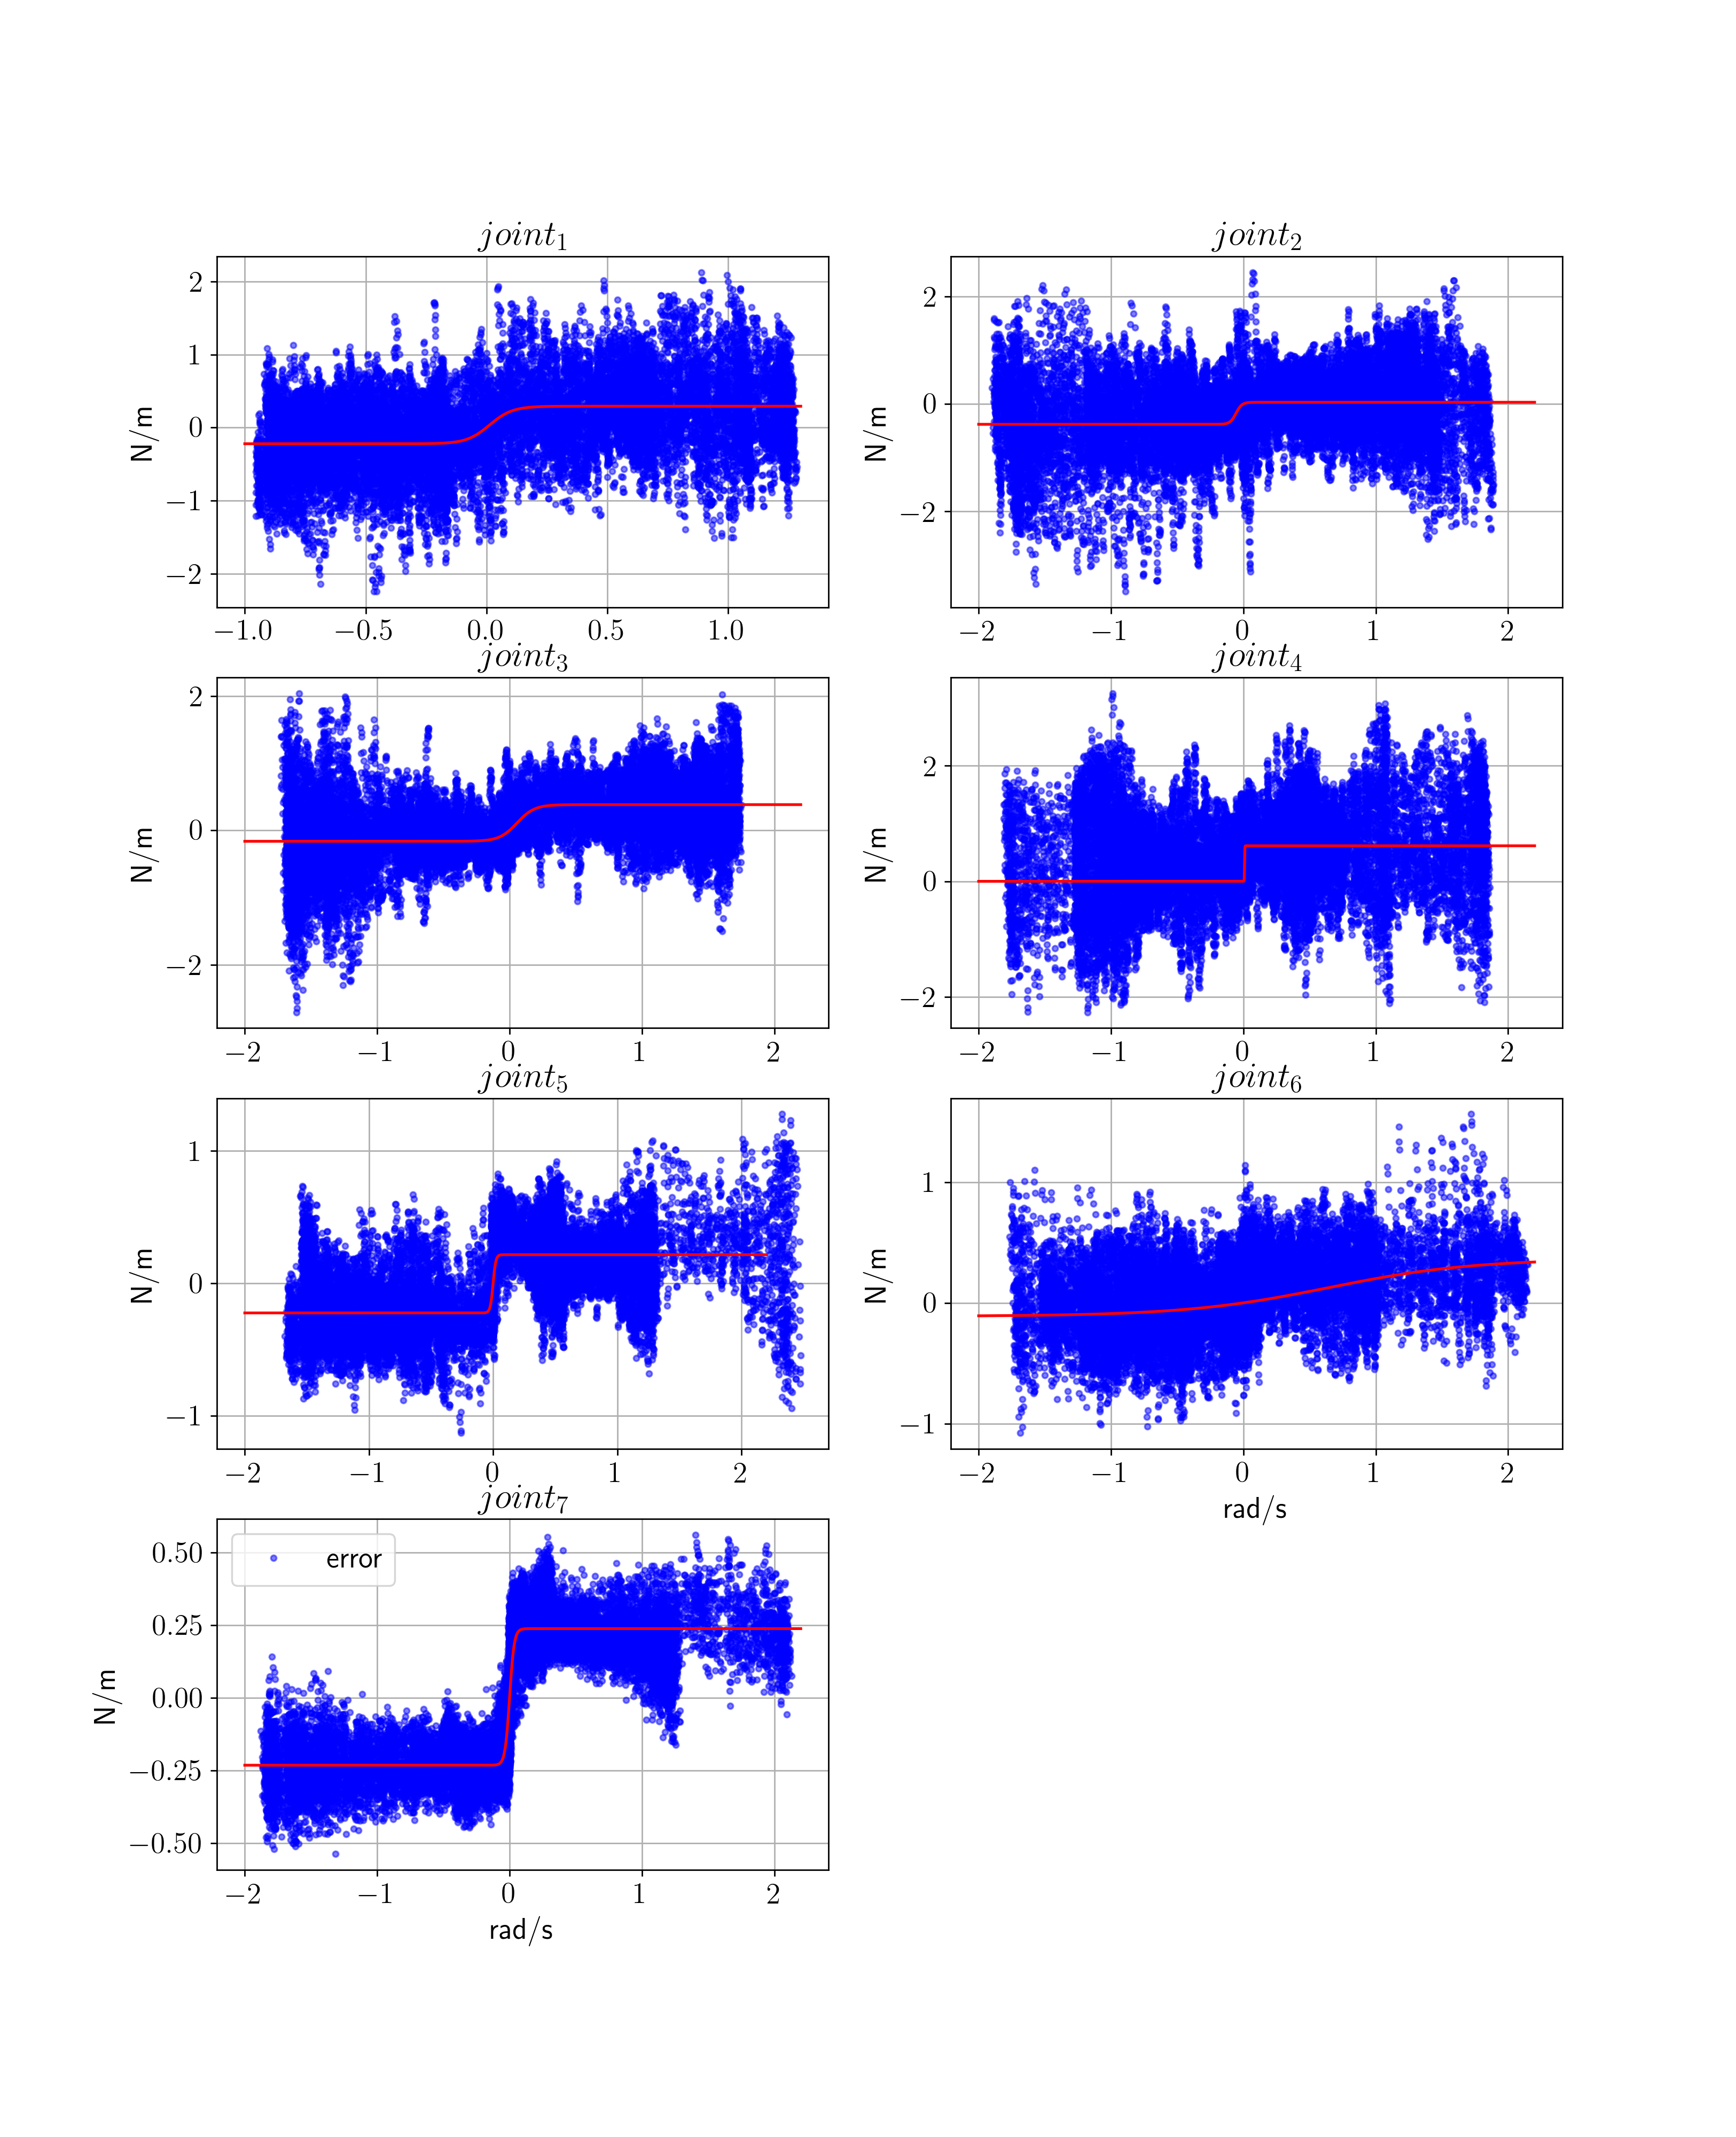 joint₁
2
1
0
−1
−2
N/m
−1.0 −0.5 0.0 0.5 1.0
joint₂
2
0
−2
N/m
−2 −1 0 1 2
joint₃
2
0
−2
N/m
−2 −1 0 1 2
joint₄
2
0
−2
N/m
−2 −1 0 1 2
joint₅
1
0
−1
N/m
−2 −1 0 1 2
joint₆
1
0
−1
N/m
−2 −1 0 1 2
rad/s
joint₇
error
0.50
0.25
0.00
−0.25
−0.50
N/m
−2 −1 0 1 2
rad/s